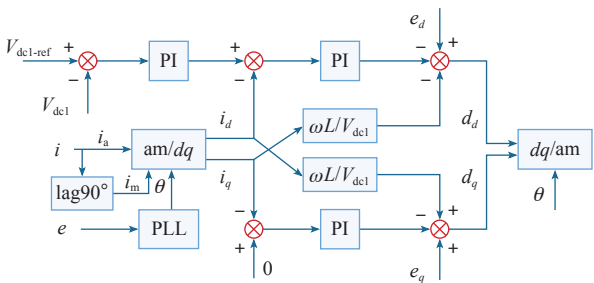 e_d
V_dc1-ref + − PI + − PI − + −
V_dc1
i_d ωL/V_dc1 d_d
i i_a am/dq dq/am
lag90° i_m θ i_q ωL/V_dc1 d_q θ
e PLL − + PI − + +
0 e_q